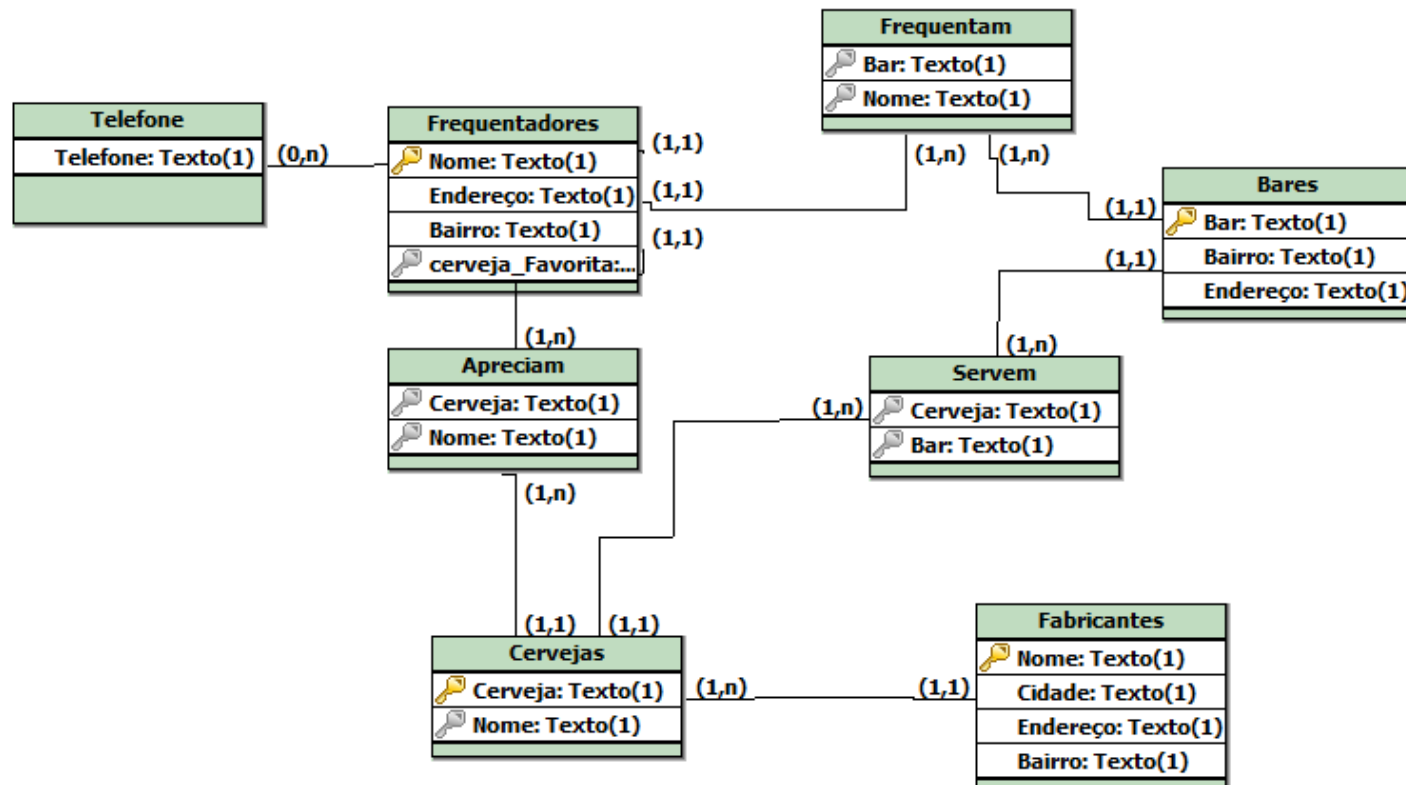 Frequentam
Bar: Texto(1)
Nome: Texto(1)
Telefone
Telefone: Texto(1)
(0,n)
Frequentadores
Nome: Texto(1)
Endereço: Texto(1)
Bairro: Texto(1)
cerveja_Favorita:...
(1,1)
(1,1)
(1,1)
(1,n)
(1,n)
Bares
Bar: Texto(1)
Bairro: Texto(1)
Endereço: Texto(1)
(1,1)
(1,1)
(1,n)
Apreciam
Cerveja: Texto(1)
Nome: Texto(1)
(1,n)
(1,n)
Servem
Cerveja: Texto(1)
Bar: Texto(1)
(1,n)
(1,1)
(1,1)
Cervejas
Cerveja: Texto(1)
Nome: Texto(1)
(1,n)
(1,1)
Fabricantes
Nome: Texto(1)
Cidade: Texto(1)
Endereço: Texto(1)
Bairro: Texto(1)